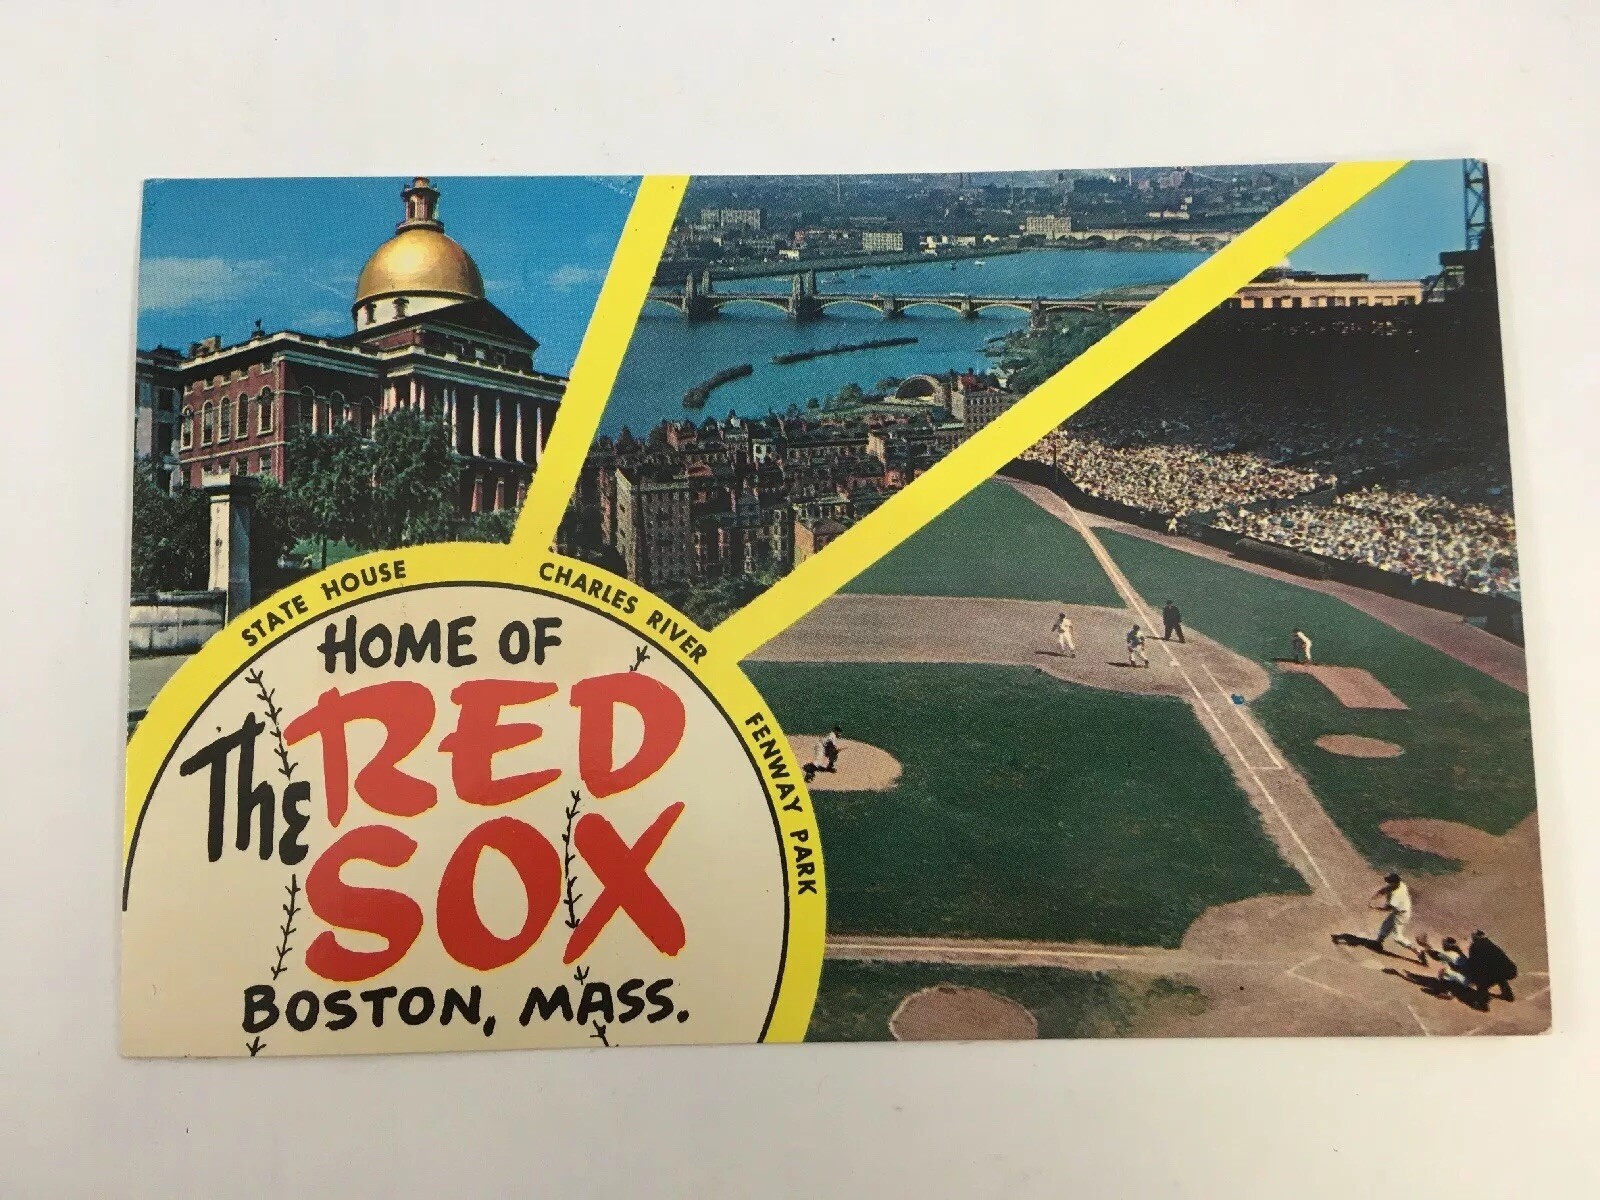 STATE HOUSE
CHARLES RIVER
FENWAY PARK
HOME OF
The RED
SOX
BOSTON, MASS.